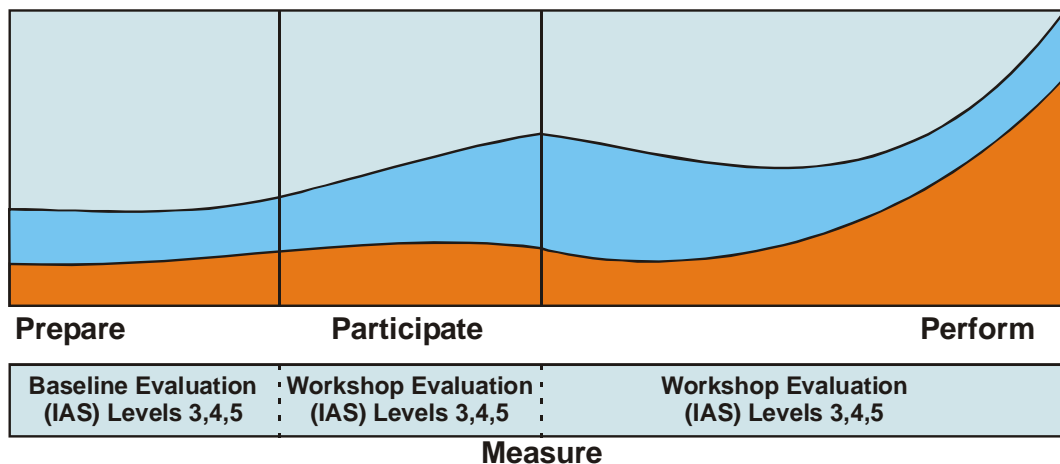 Prepare
Participate
Perform
Baseline Evaluation
(IAS) Levels 3,4,5
Workshop Evaluation
(IAS) Levels 3,4,5
Workshop Evaluation
(IAS) Levels 3,4,5
Measure